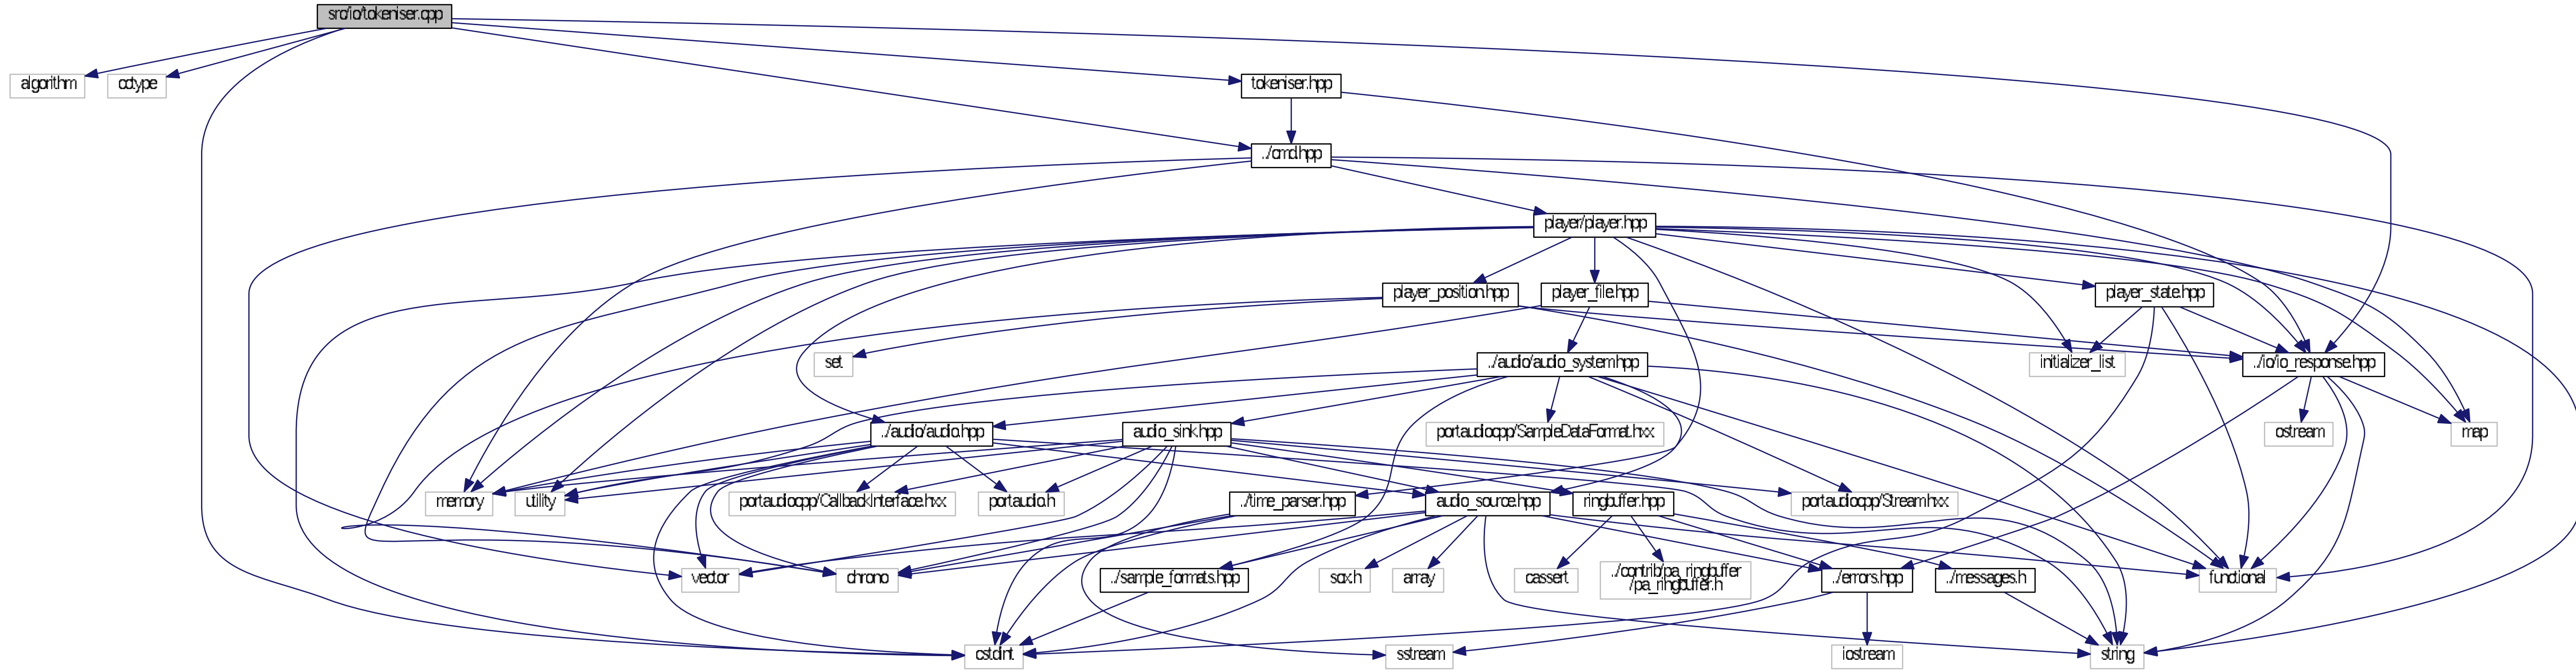 src/io/tokeniser.cpp
algorithm
cctype
tokeniser.hpp
../cmd.hpp
player/player.hpp
player_position.hpp
player_file.hpp
player_state.hpp
set
../audio/audio_system.hpp
initializer_list
../io/io_response.hpp
../audio/audio.hpp
audio_sink.hpp
portaudiocpp/SampleDataFormat.hxx
ostream
map
memory
utility
portaudiocpp/CallbackInterface.hxx
portaudio.h
../time_parser.hpp
audio_source.hpp
ringbuffer.hpp
portaudiocpp/Stream.hxx
vector
chrono
../sample_formats.hpp
sox.h
array
cassert
../contrib/pa_ringbuffer
/pa_ringbuffer.h
../errors.hpp
../messages.h
functional
cstdint
sstream
iostream
string